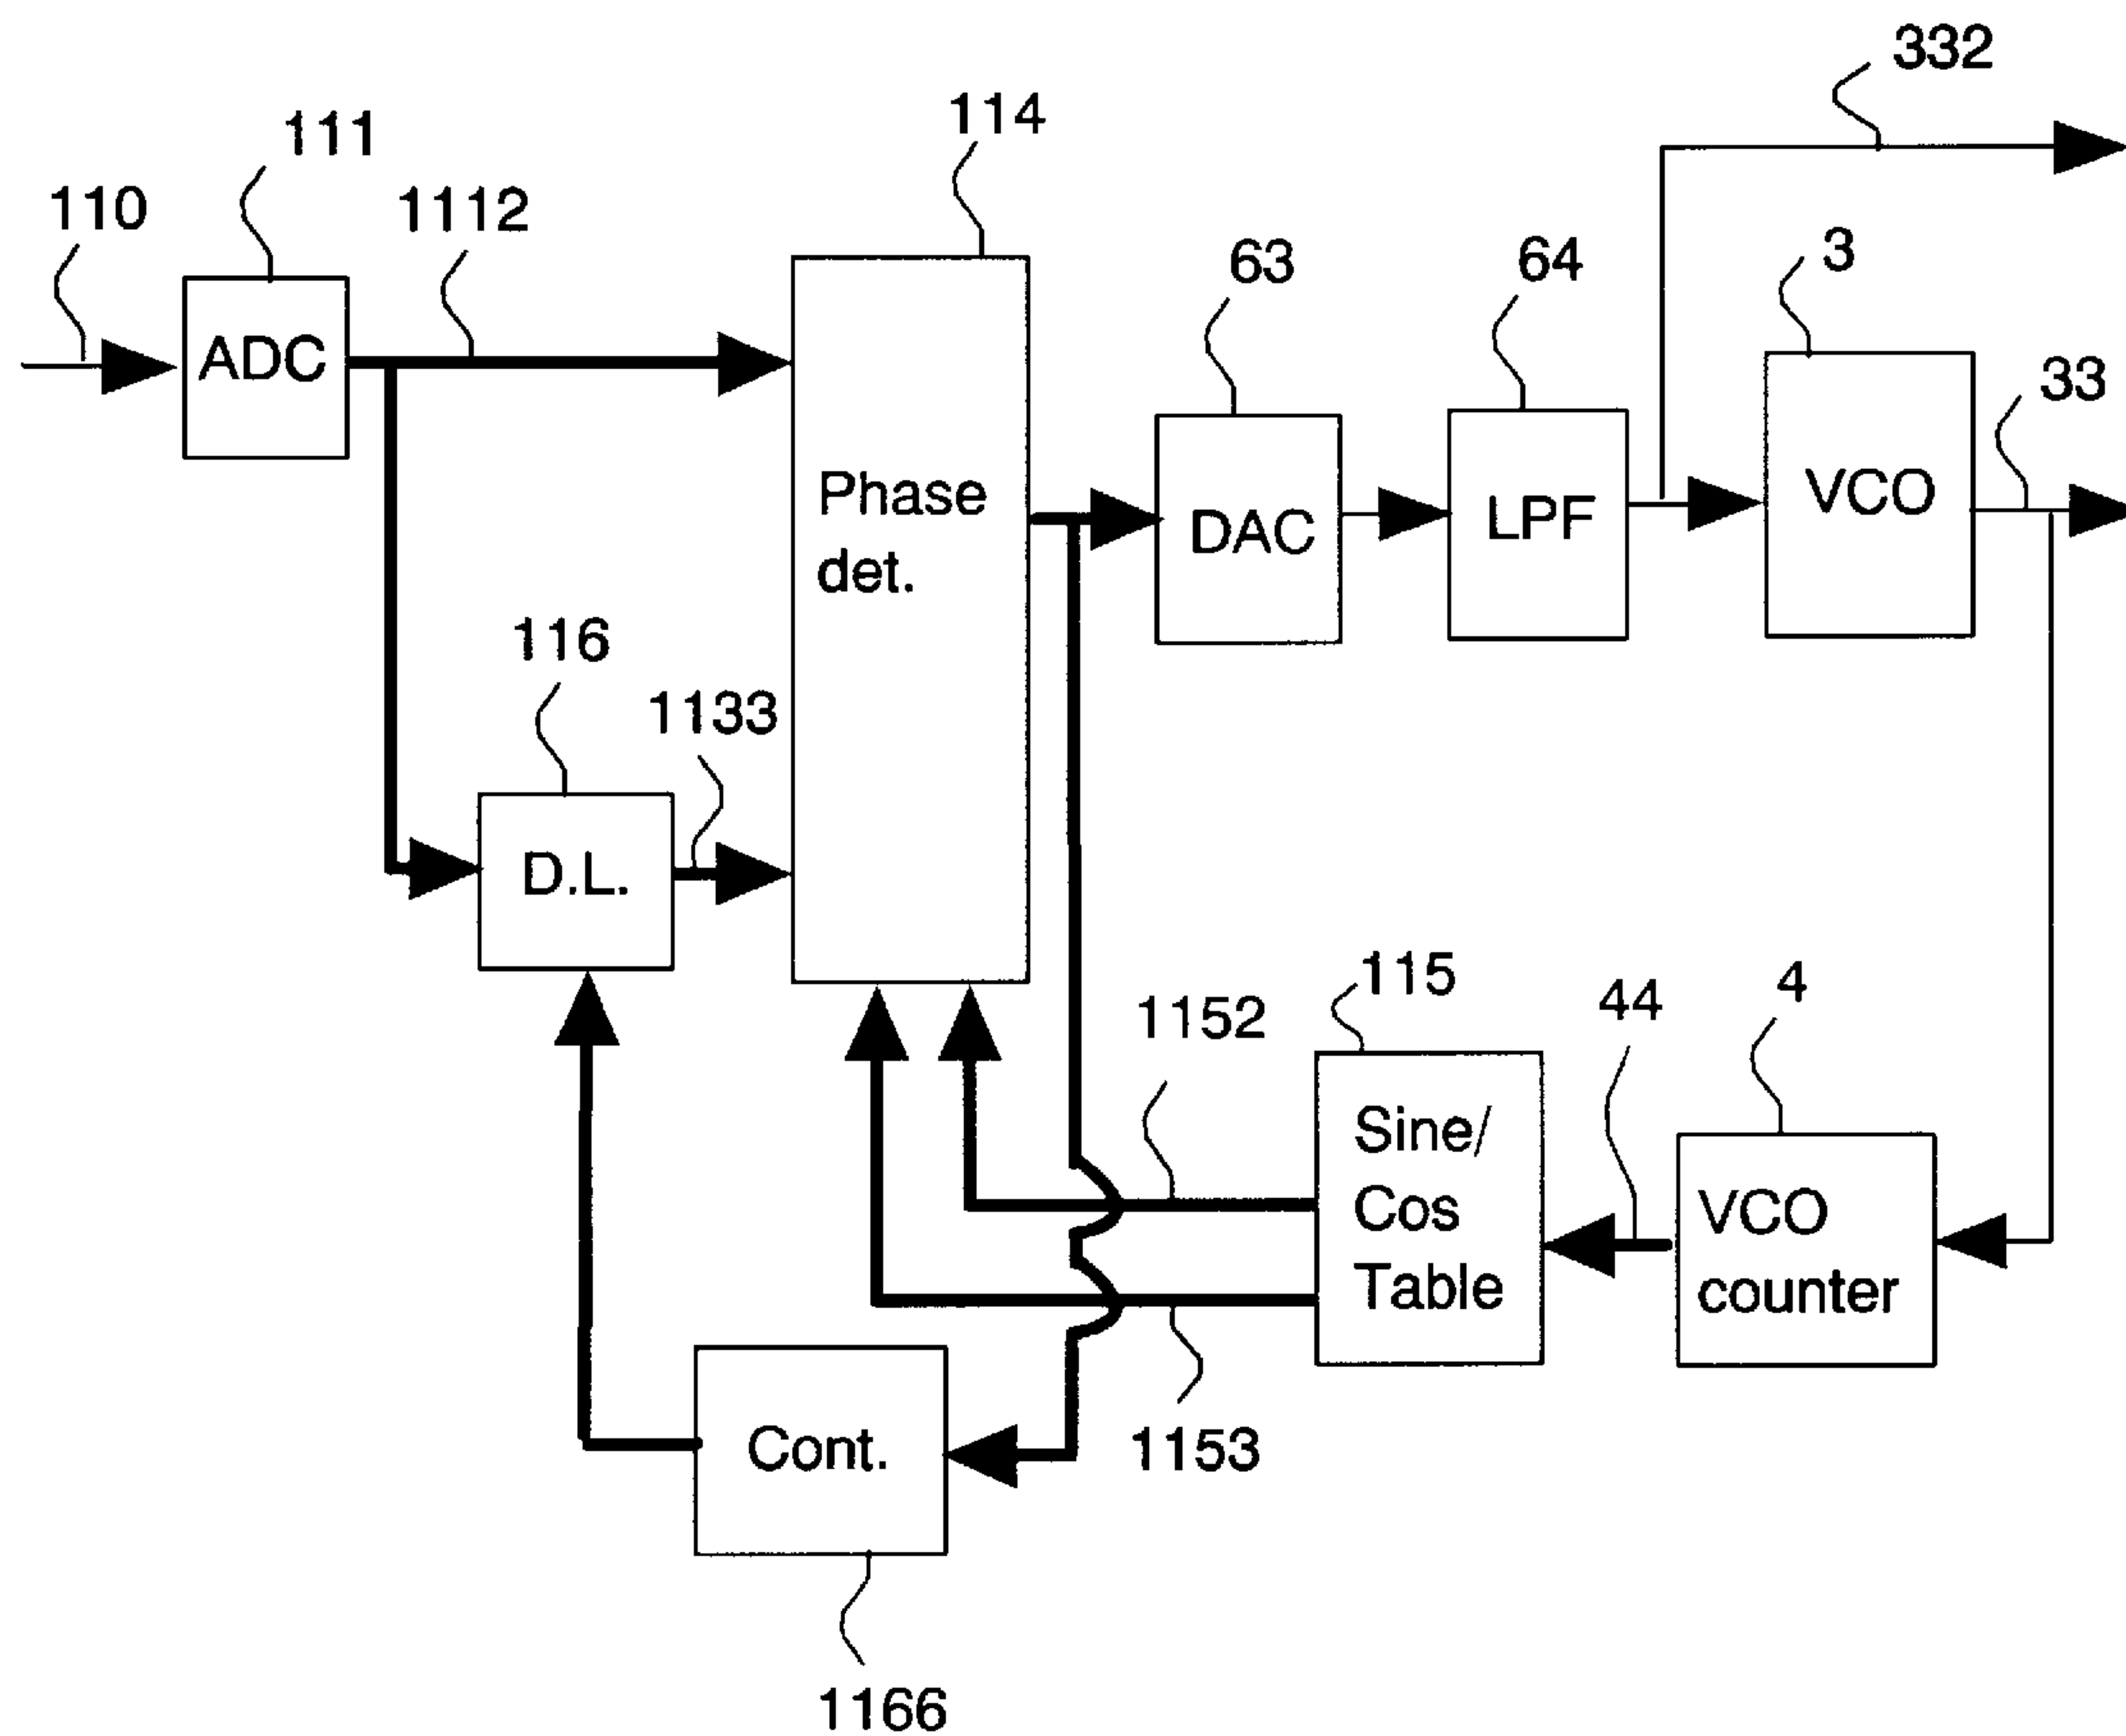 332
114
111
110
1112
63
64
3
33
ADC
Phase
det.
DAC
LPF
VCO
116
1133
D.L.
1152
115
44
4
Sine/
Cos
Table
VCO
counter
Cont.
1153
1166